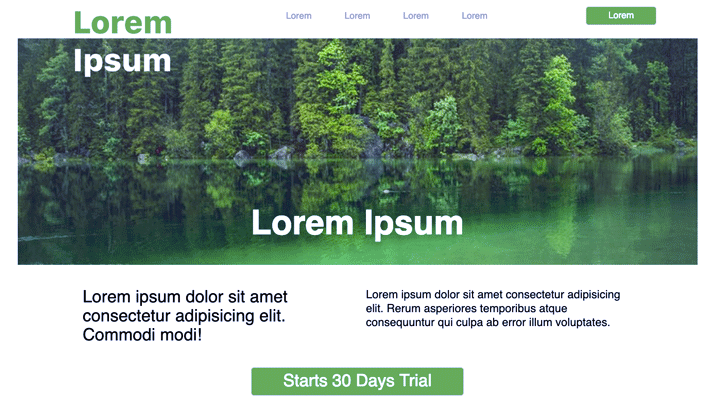 Lorem
Ipsum
Lorem Lorem Lorem Lorem
Lorem
Lorem Ipsum
Lorem ipsum dolor sit amet
consectetur adipisicing elit.
Commodi modi!
Lorem ipsum dolor sit amet consectetur adipisicing
elit. Rerum asperiores temporibus atque
consequuntur qui culpa ab error illum voluptates.
Starts 30 Days Trial